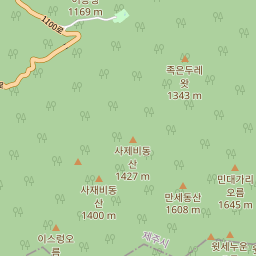 1169 m
1100로
족은두레
왓
1343 m
사제비동
산
1427 m
사재비동
산
1400 m
만세동산
1608 m
민대가리
오름
1645 m
이스렁오
름
제주시
윗세누운